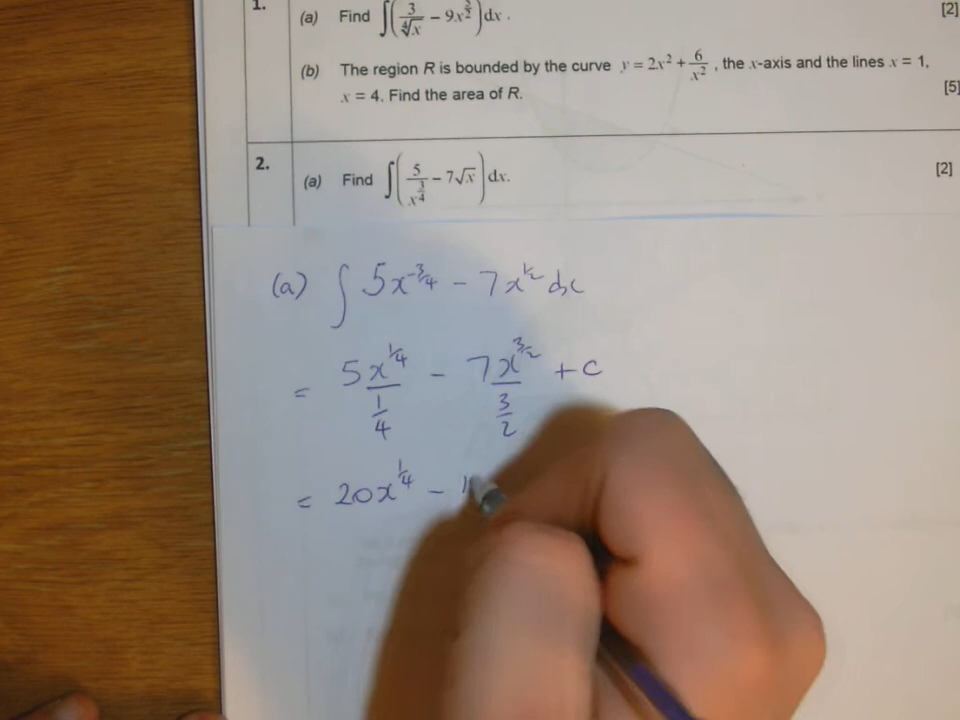 1.
(a) Find ∫(3/∜x − 9x^(3/2))dx. [2]
(b) The region R is bounded by the curve y = 2x² + 6/x², the x-axis and the lines x = 1,
x = 4. Find the area of R. [5]
2.
(a) Find ∫(5/x^(3/4) − 7√x)dx. [2]
(a) ∫ 5x^(-3/4) − 7x^(1/2) dx
= 5x^(1/4)/(1/4) − 7x^(3/2)/(3/2) + c
= 20x^(1/4) − 1